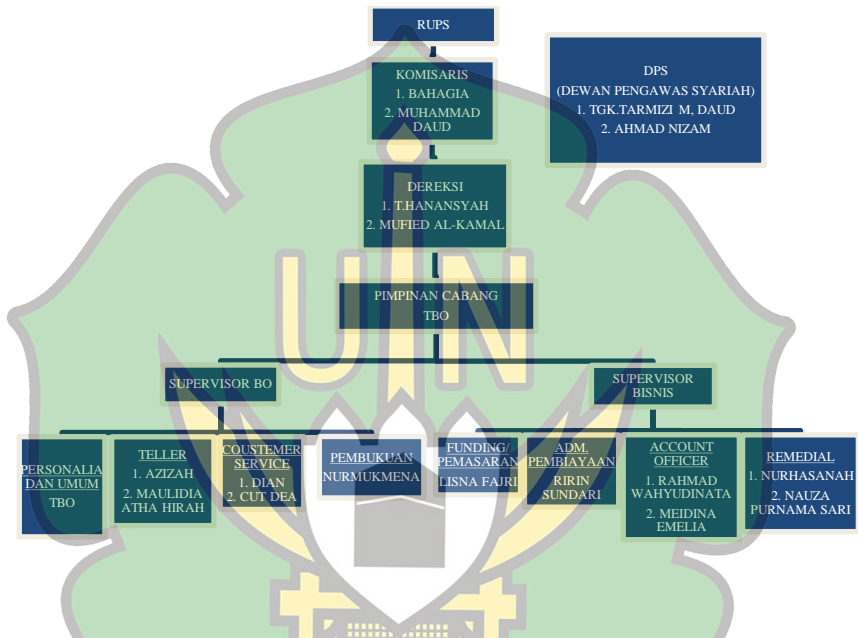 RUPS
KOMISARIS
1. BAHAGIA
2. MUHAMMAD
DAUD
DPS
(DEWAN PENGAWAS SYARIAH)
1. TGK.TARMIZI M, DAUD
2. AHMAD NIZAM
DEREKSI
1. T.HANANSYAH
2. MUFIED AL-KAMAL
UIN
PIMPINAN CABANG
TBO
SUPERVISOR BO
SUPERVISOR
BISNIS
PERSONALIA
DAN UMUM
TBO
TELLER
1. AZIZAH
2. MAULIDIA
ATHA HIRAH
COUSTEMER
SERVICE
1. DIAN
2. CUT DEA
PEMBUKUAN
NURMUKMENA
FUNDING/
PEMASARAN
LISNA FAJRI
ADM.
PEMBIAYAAN
RIRIN
SUNDARI
ACCOUNT
OFFICER
1. RAHMAD
WAHYUDINATA
2. MEIDINA
EMELIA
REMEDIAL
1. NURHASANAH
2. NAUZA
PURNAMA SARI